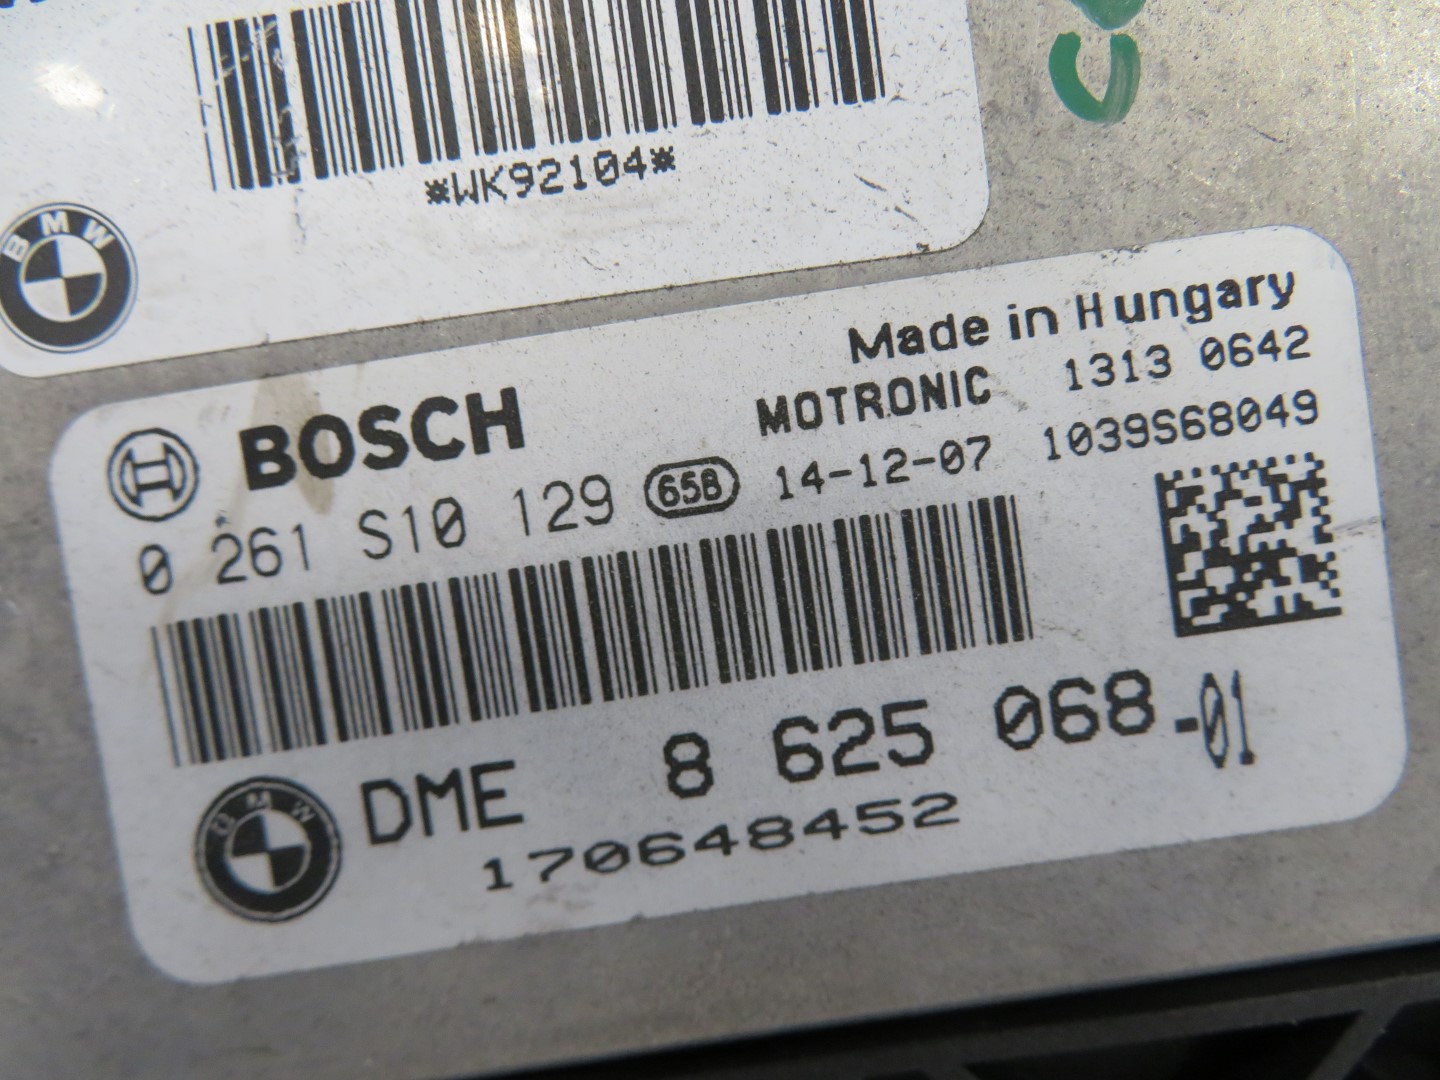 *WK92104*
BMW
Made in Hungary
BOSCH MOTRONIC 1313 0642
0 261 S10 129 65B 14-12-07 1039S68049
BMW DME 8 625 068-01
170648452